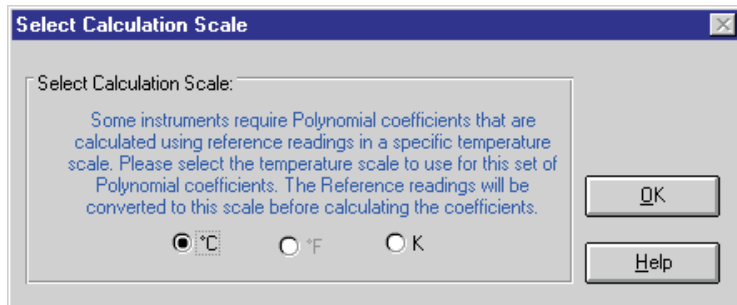 Select Calculation Scale
Select Calculation Scale:
Some instruments require Polynomial coefficients that are
calculated using reference readings in a specific temperature
scale. Please select the temperature scale to use for this set of
Polynomial coefficients. The Reference readings will be
converted to this scale before calculating the coefficients.
°C °F K
OK
Help